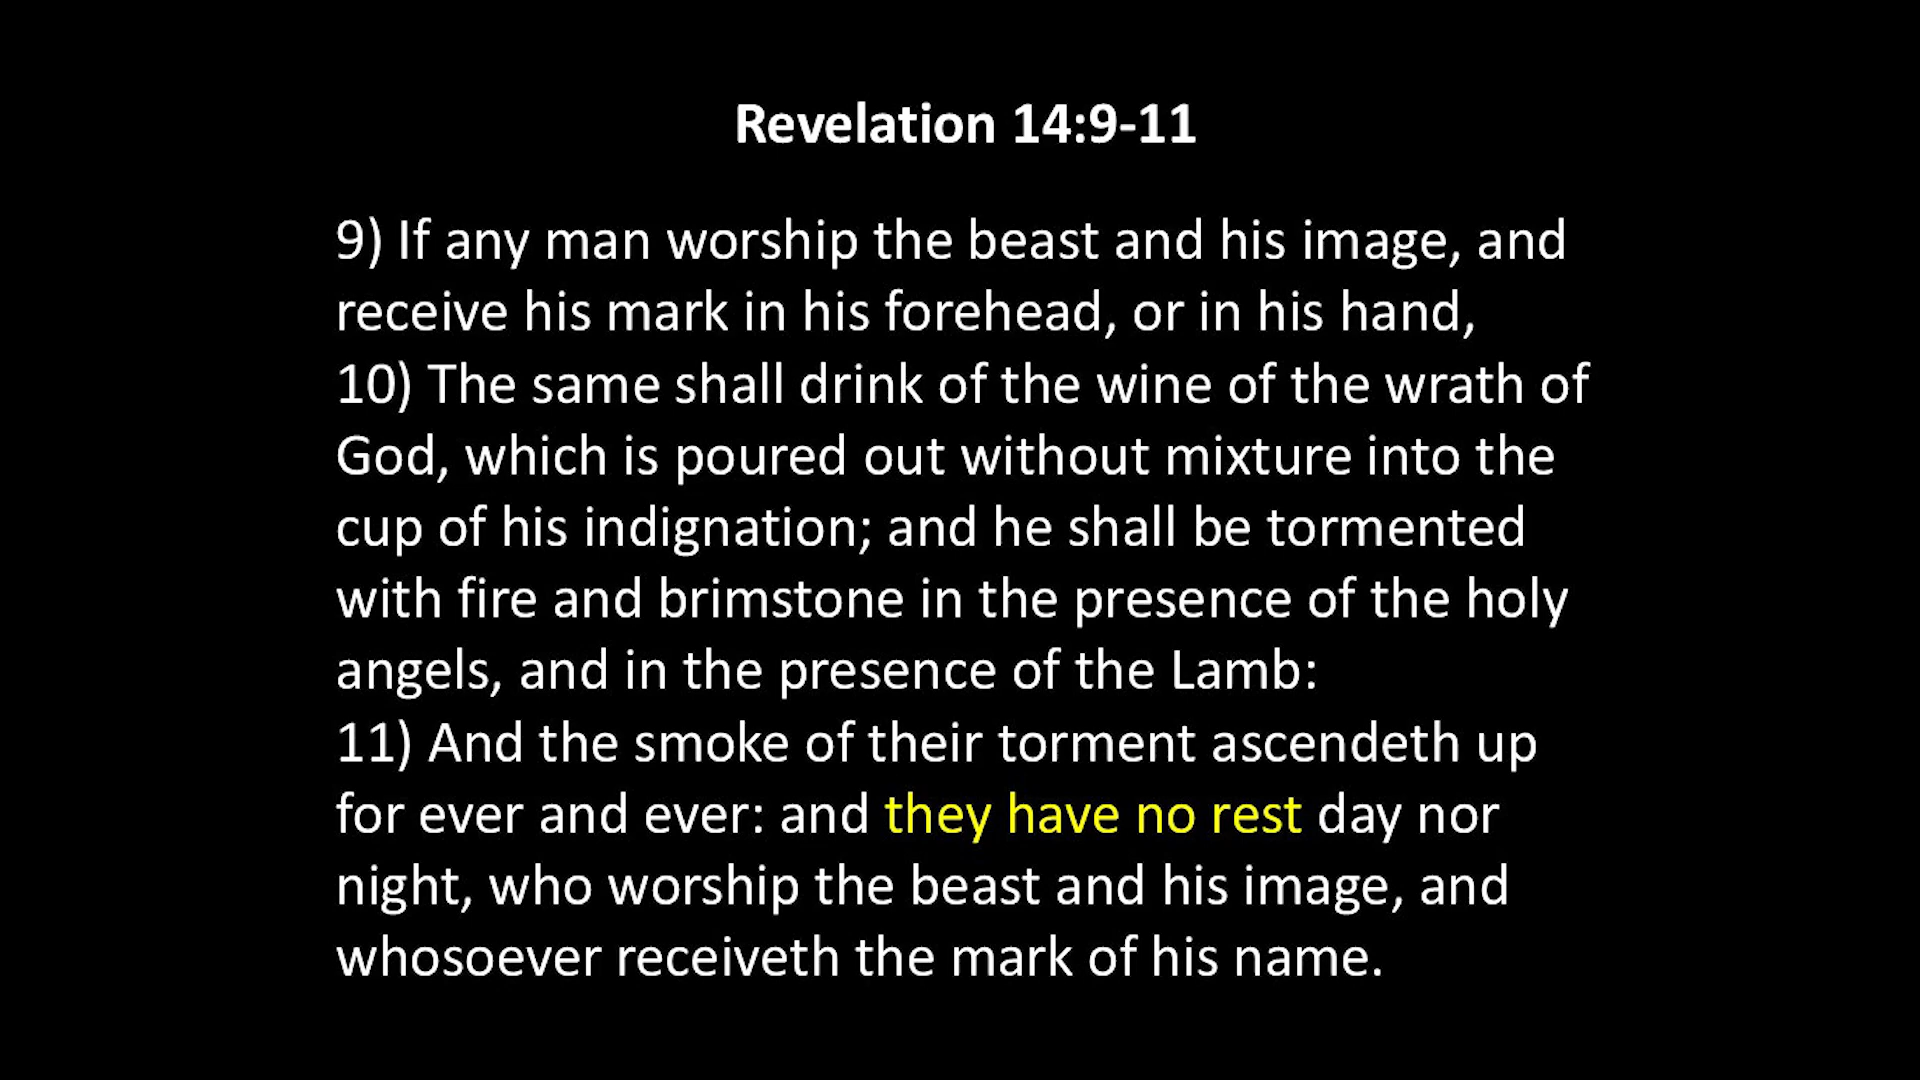 Revelation 14:9-11
9) If any man worship the beast and his image, and
receive his mark in his forehead, or in his hand,
10) The same shall drink of the wine of the wrath of
God, which is poured out without mixture into the
cup of his indignation; and he shall be tormented
with fire and brimstone in the presence of the holy
angels, and in the presence of the Lamb:
11) And the smoke of their torment ascendeth up
for ever and ever: and they have no rest day nor
night, who worship the beast and his image, and
whosoever receiveth the mark of his name.